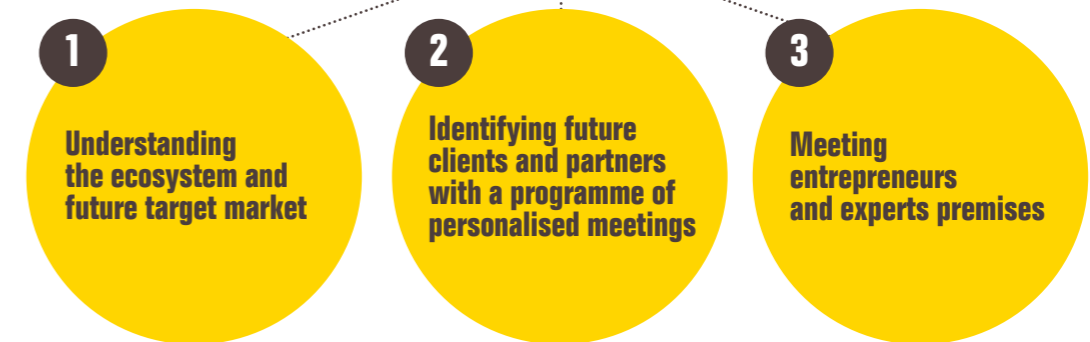 1
Understanding
the ecosystem and
future target market
2
Identifying future
clients and partners
with a programme of
personalised meetings
3
Meeting
entrepreneurs
and experts premises